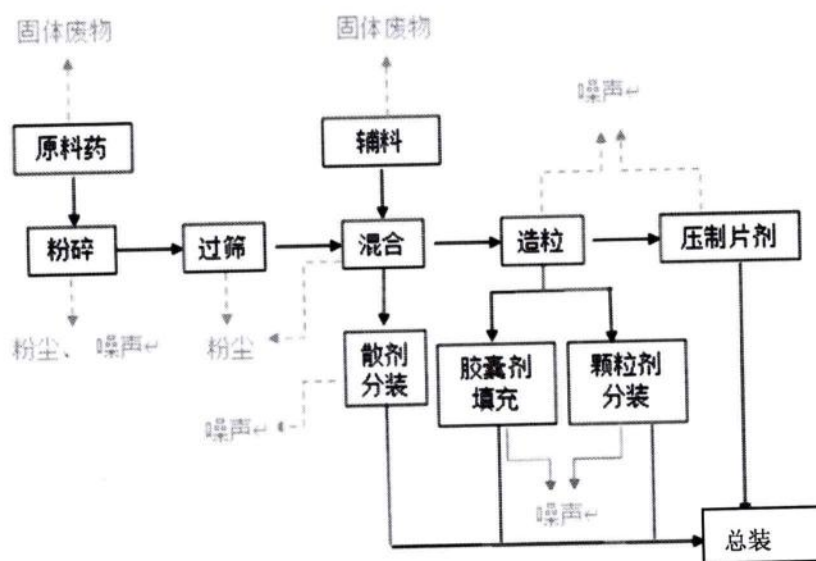 固体废物
固体废物
噪声↵
原料药
辅料
粉碎
过筛
混合
造粒
压制片剂
粉尘、 噪声↵
粉尘
散剂
分装
胶囊剂
填充
颗粒剂
分装
噪声↵
噪声↵
总装